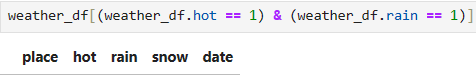 weather_df[(weather_df.hot == 1) & (weather_df.rain == 1)]
place hot rain snow date